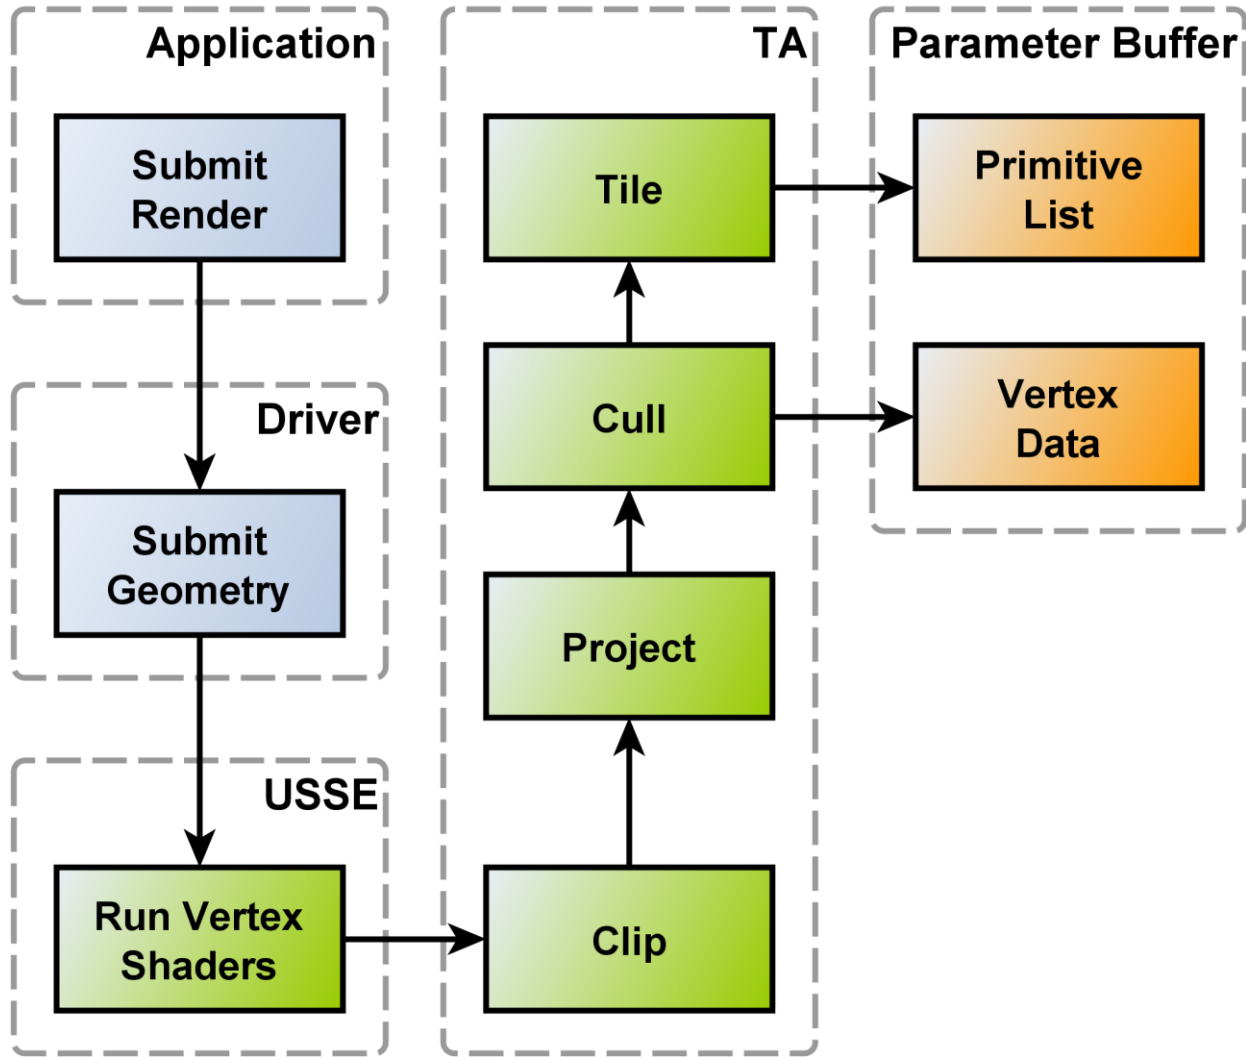 Application
Submit
Render
Driver
Submit
Geometry
USSE
Run Vertex
Shaders
TA
Tile
Cull
Project
Clip
Parameter Buffer
Primitive
List
Vertex
Data